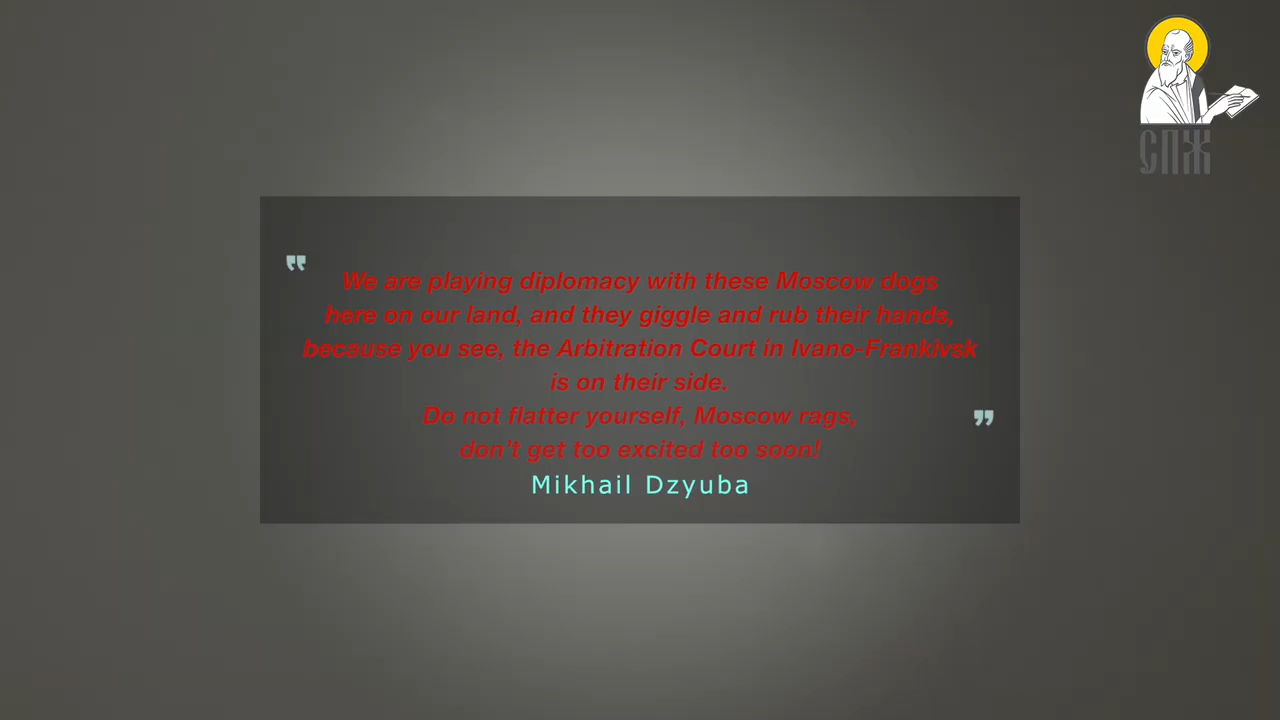 СПЖ
"We are playing diplomacy with these Moscow dogs
here on our land, and they giggle and rub their hands,
because you see, the Arbitration Court in Ivano-Frankivsk
is on their side.
Do not flatter yourself, Moscow rags,"
don't get too excited too soon!
Mikhail Dzyuba